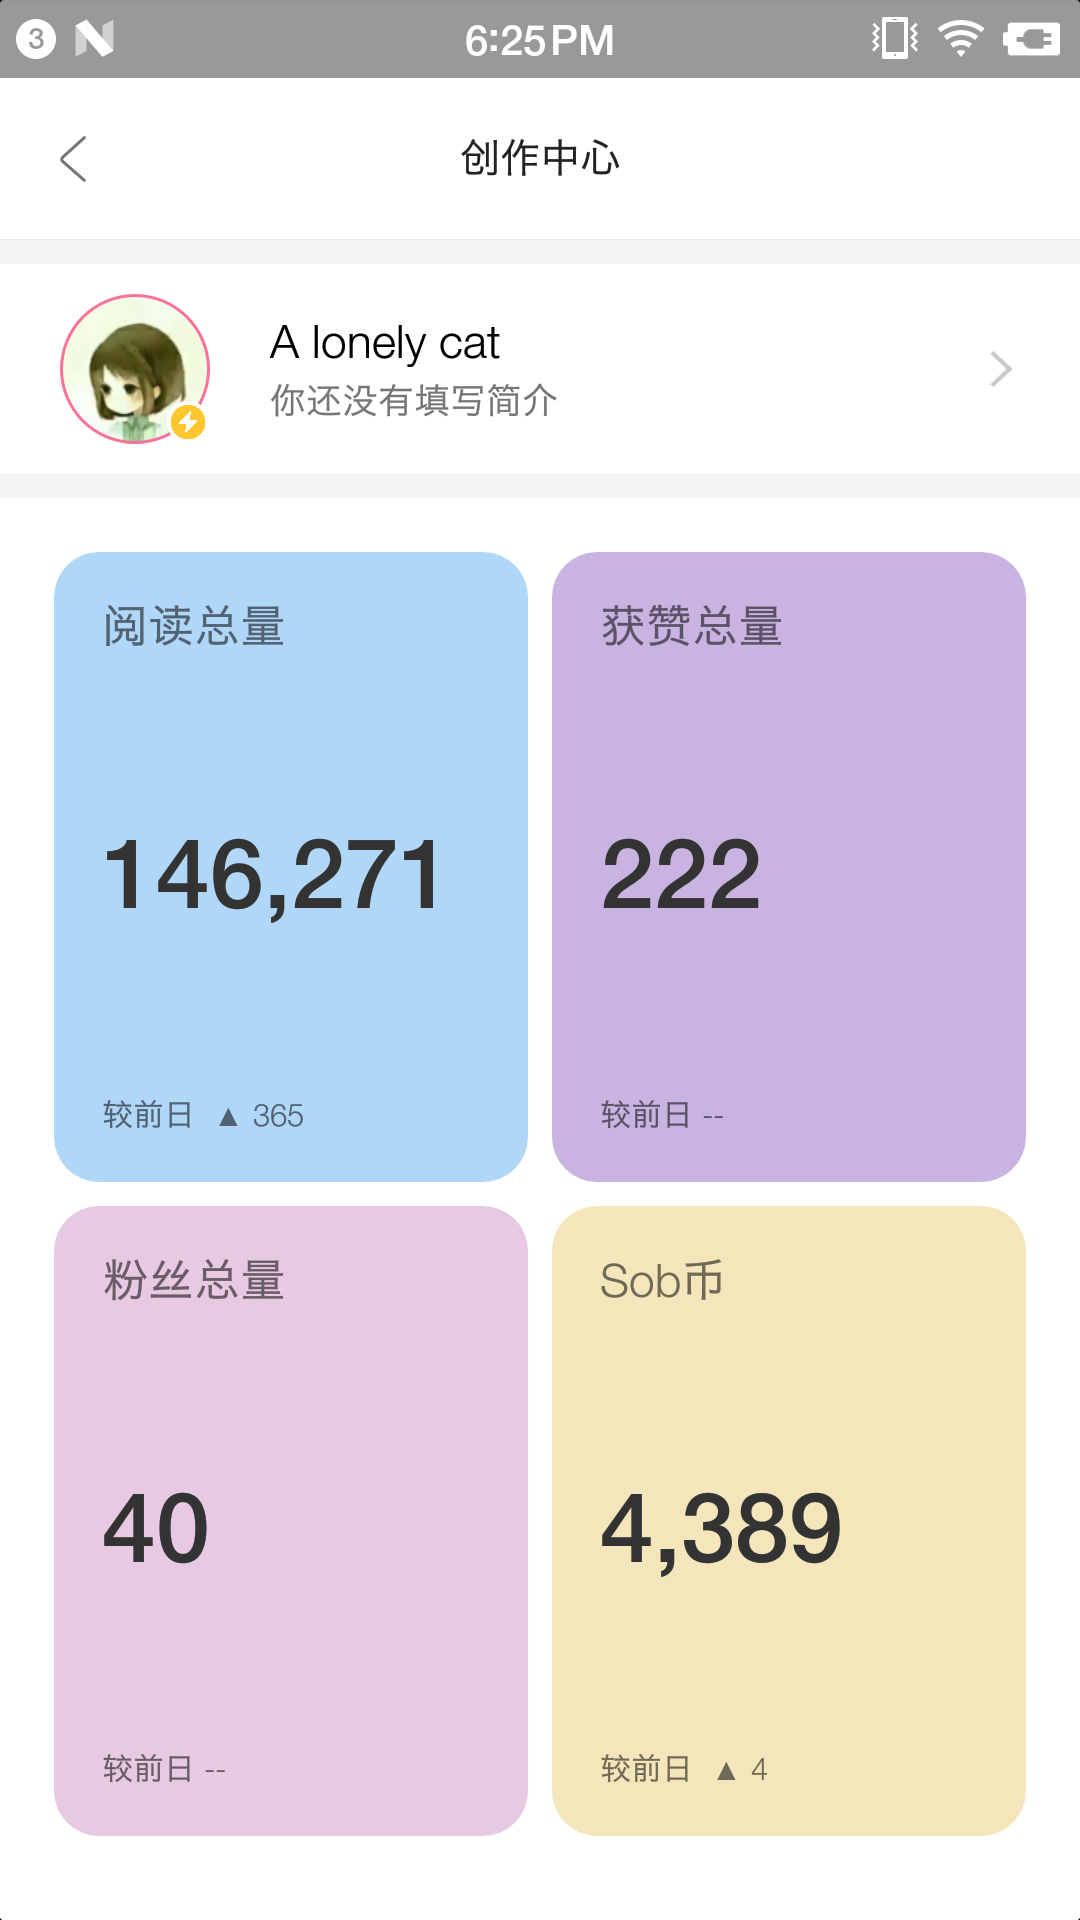 3
6:25PM
创作中心
A lonely cat
你还没有填写简介
阅读总量
146,271
较前日 ▲ 365
获赞总量
222
较前日 --
粉丝总量
40
较前日 --
Sob币
4,389
较前日 ▲ 4